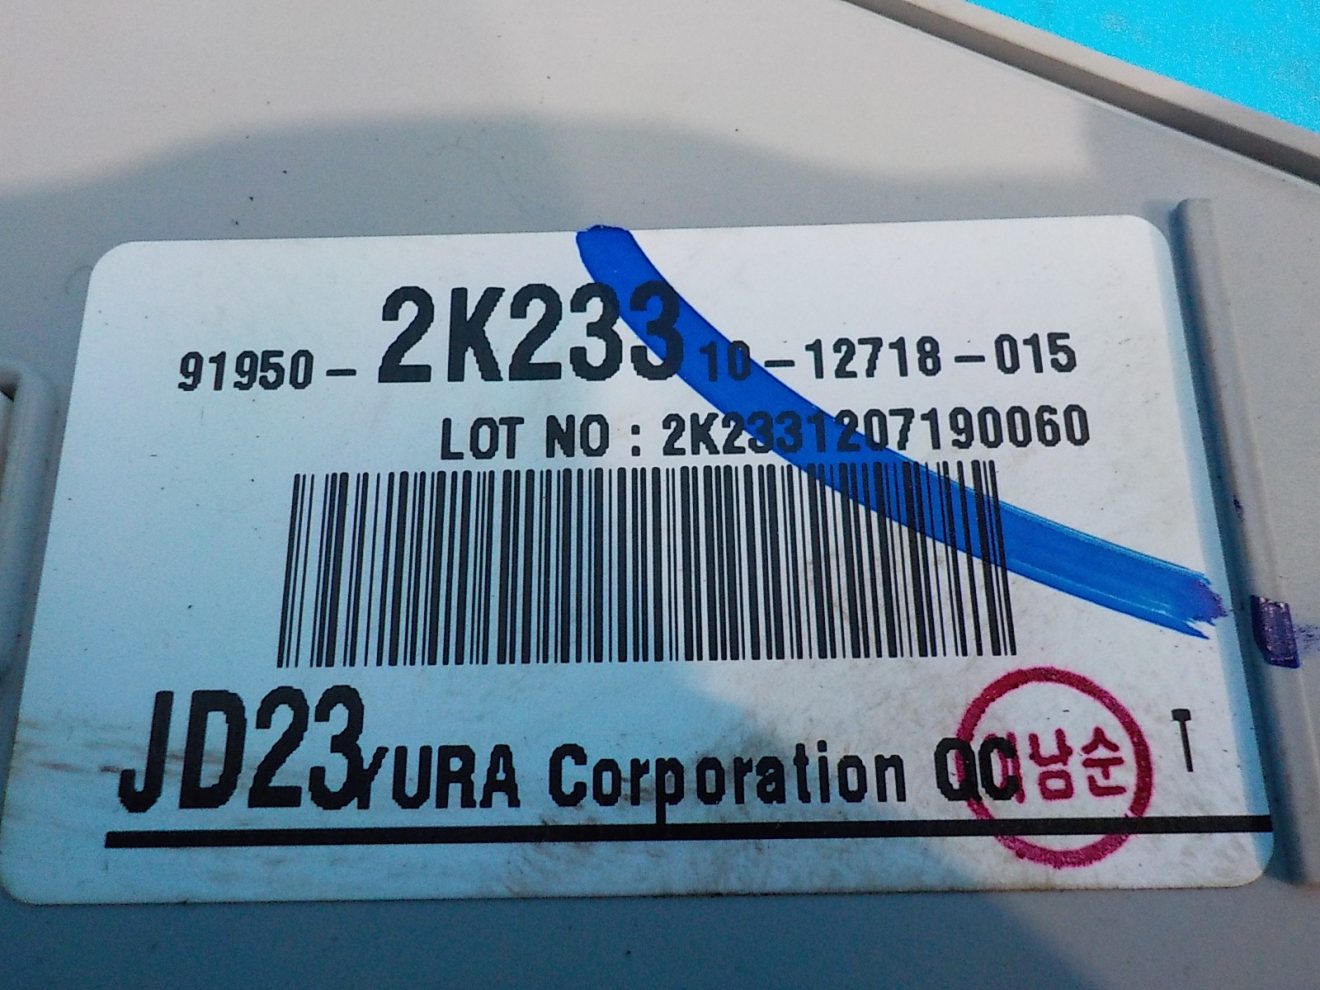 91950-2K233 10-12718-015
LOT NO : 2K2331207190060
JD23 YURA Corporation QC
남순
T